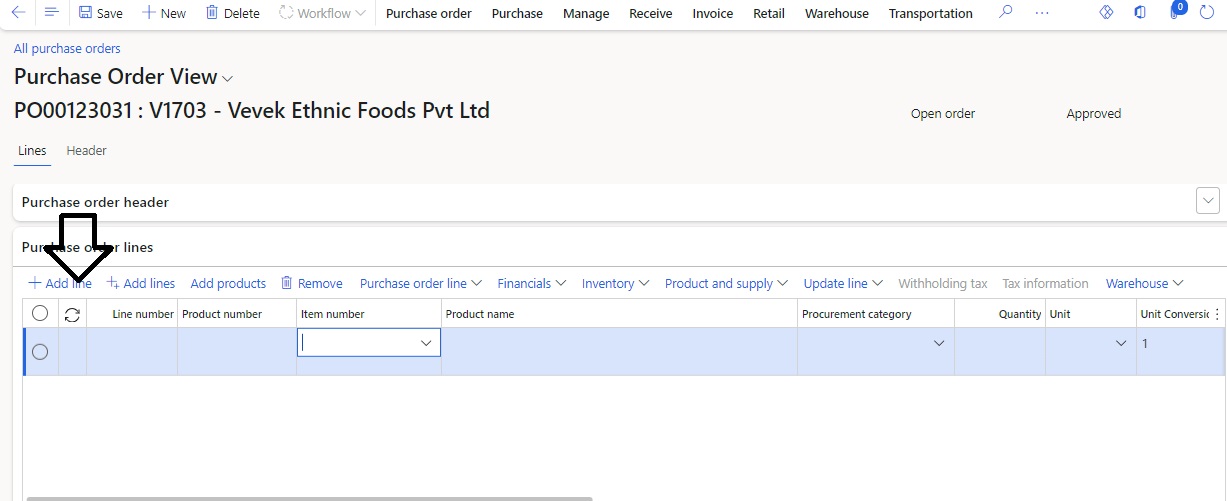 Save New Delete Workflow Purchase order Purchase Manage Receive Invoice Retail Warehouse Transportation ... 0
All purchase orders
Purchase Order View
PO00123031 : V1703 - Vevek Ethnic Foods Pvt Ltd
Open order Approved
Lines Header
Purchase order header
Purchase order lines
Add line Add lines Add products Remove Purchase order line Financials Inventory Product and supply Update line Withholding tax Tax information Warehouse
Line number Product number Item number Product name Procurement category Quantity Unit Unit Conversic
1